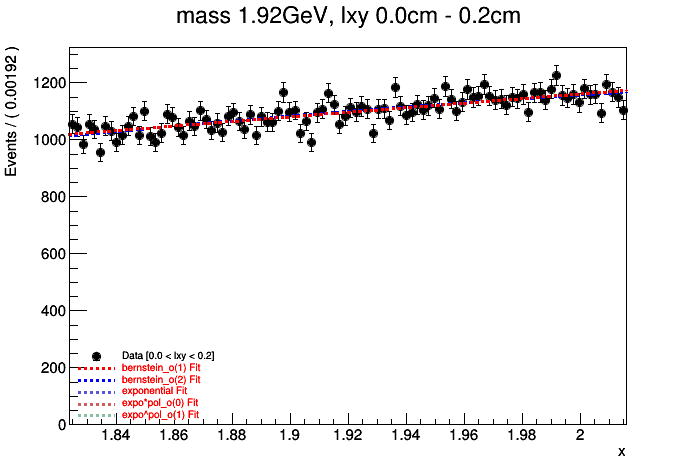 mass 1.92GeV, lxy 0.0cm - 0.2cm
Events / ( 0.00192 )
1200
1000
800
600
400
200
0
Data [0.0 < lxy < 0.2]
bernstein_o(1) Fit
bernstein_o(2) Fit
exponential Fit
expo*pol_o(0) Fit
expo*pol_o(1) Fit
1.84 1.86 1.88 1.9 1.92 1.94 1.96 1.98 2
x